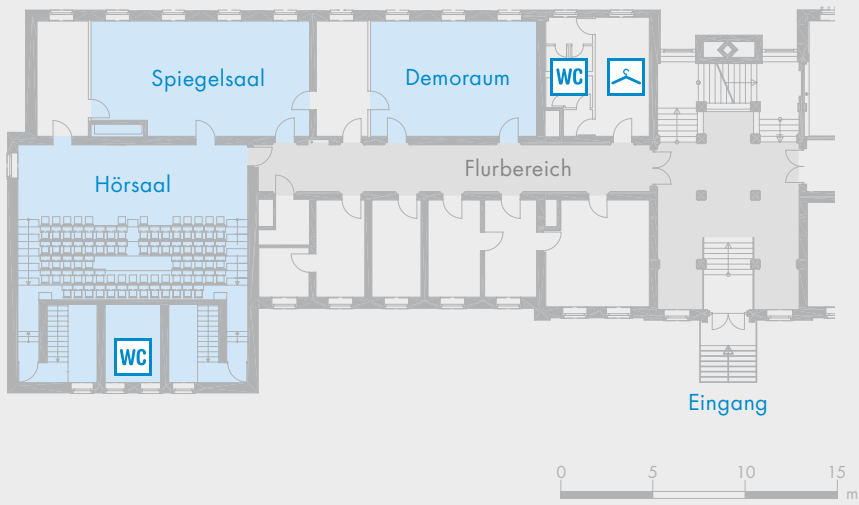 Spiegelsaal
Demoraum
WC
Flurbereich
Hörsaal
WC
Eingang
0 5 10 15
m